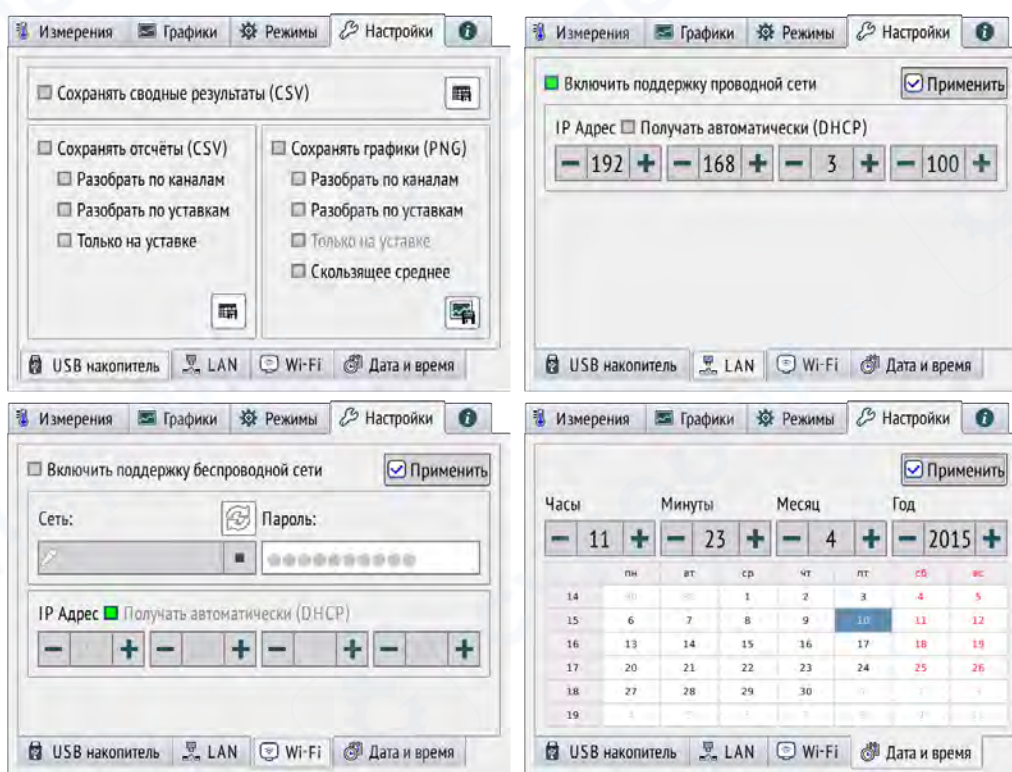 Измерения Графики Режимы Настройки
Сохранять сводные результаты (CSV)
Сохранять отсчёты (CSV)
Разобрать по каналам
Разобрать по уставкам
Только на уставке
Сохранять графики (PNG)
Разобрать по каналам
Разобрать по уставкам
Только на уставке
Скользящее среднее
USB накопитель LAN Wi-Fi Дата и время
Измерения Графики Режимы Настройки
Включить поддержку проводной сети Применить
IP Адрес Получать автоматически (DHCP)
− 192 + − 168 + − 3 + − 100 +
USB накопитель LAN Wi-Fi Дата и время
Измерения Графики Режимы Настройки
Включить поддержку беспроводной сети Применить
Сеть: Пароль:
IP Адрес Получать автоматически (DHCP)
− + − + − + − +
USB накопитель LAN Wi-Fi Дата и время
Измерения Графики Режимы Настройки
Применить
Часы Минуты Месяц Год
− 11 + − 23 + − 4 + − 2015 +
пн вт ср чт пт сб вс
14 1 2 3 4 5
15 6 7 8 9 10 11 12
16 13 14 15 16 17 18 19
17 20 21 22 23 24 25 26
18 27 28 29 30
19
USB накопитель LAN Wi-Fi Дата и время